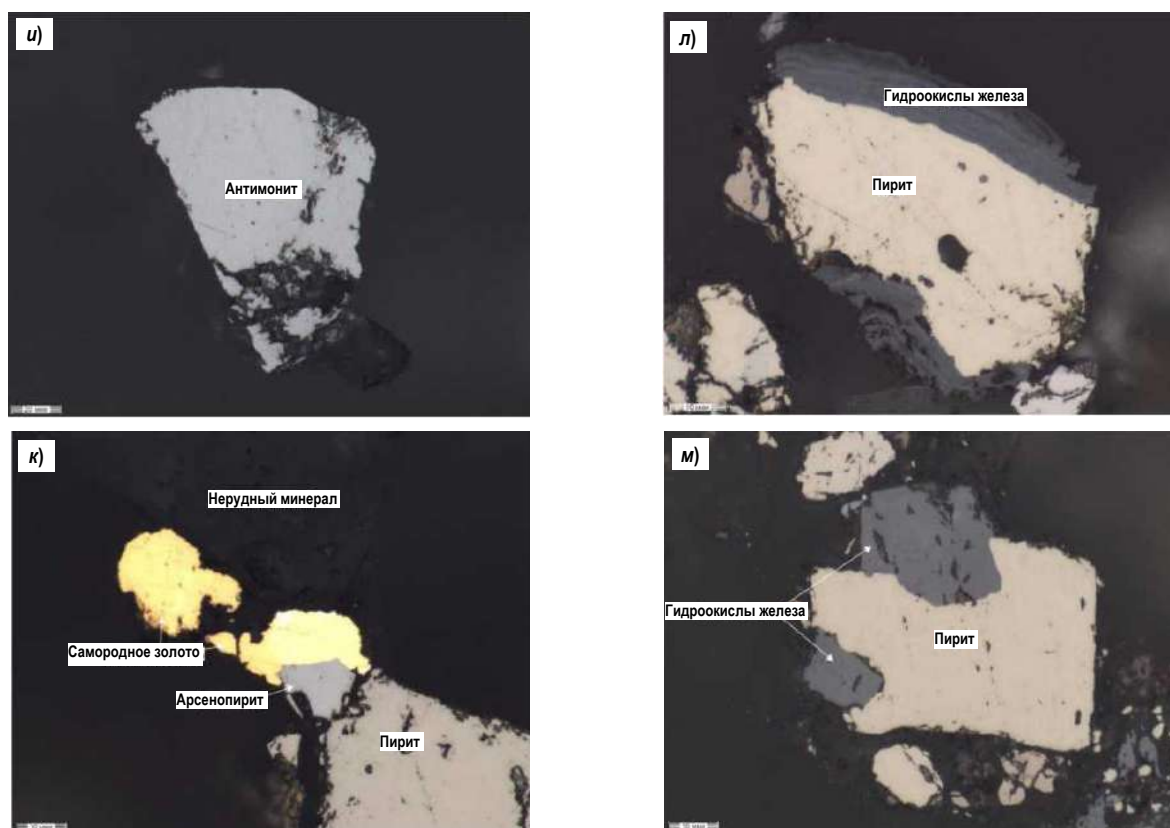 и)
Антимонит
л)
Гидроокислы железа
Пирит
к)
Нерудный минерал
Самородное золото
Арсенопирит
Пирит
м)
Гидроокислы железа
Пирит